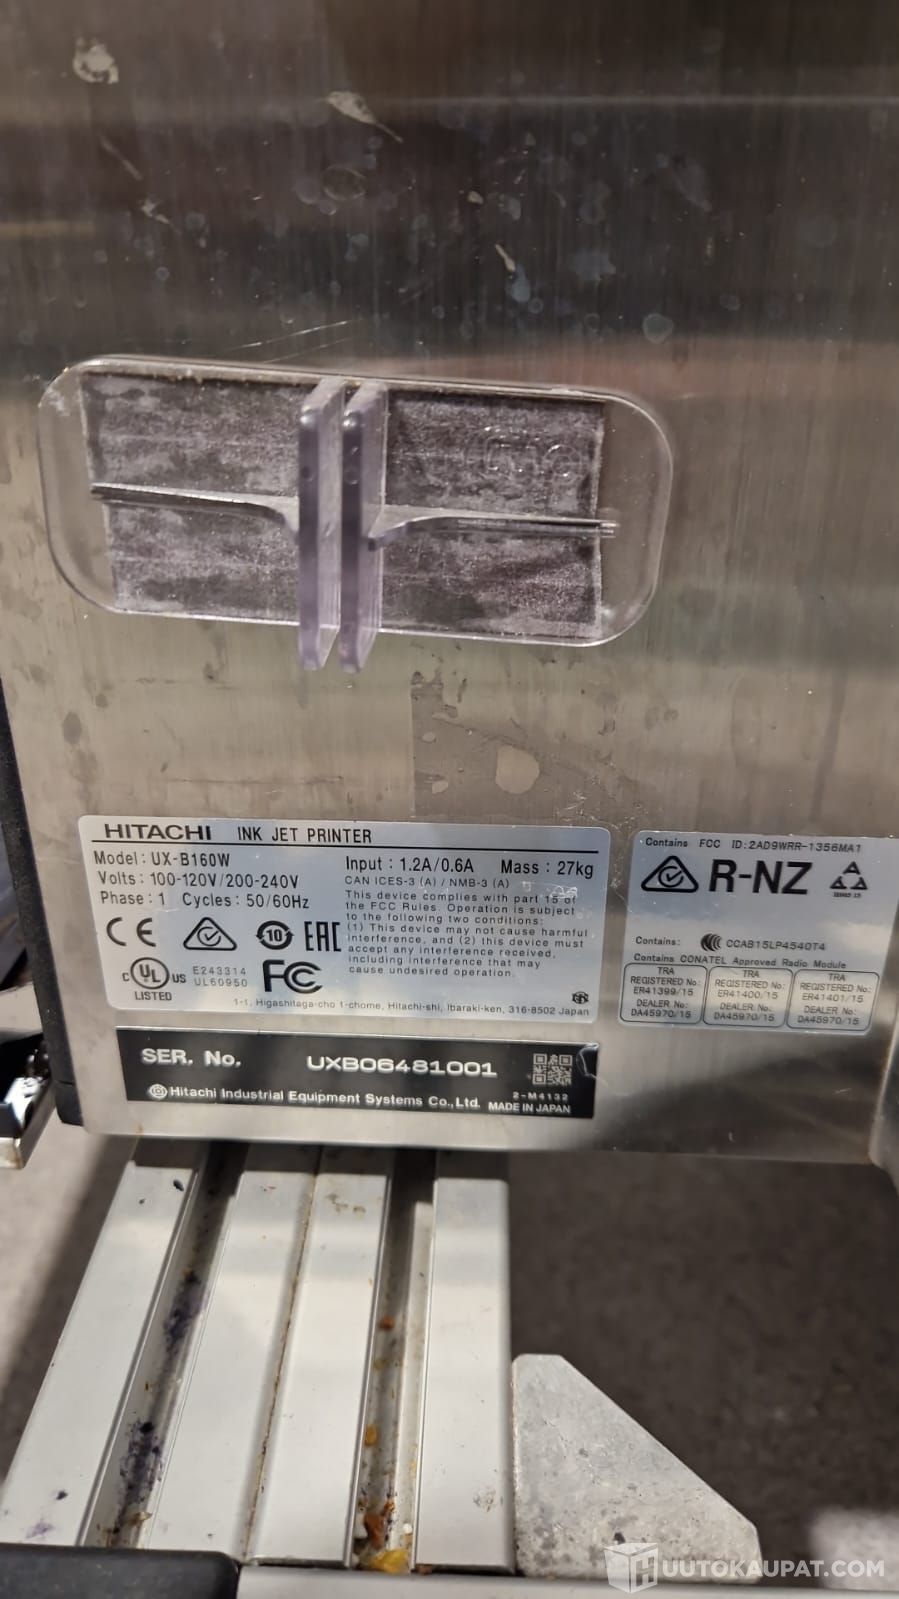 HITACHI INK JET PRINTER
Model : UX-B160W
Volts : 100-120V/200-240V
Phase : 1 Cycles : 50/60Hz
Input : 1.2A/0.6A Mass : 27kg
CAN ICES-3 (A) / NMB-3 (A)
This device complies with part 15 of
the FCC Rules. Operation is subject
to the following two conditions:
(1) This device may not cause harmful
interference, and (2) this device must
accept any interference received,
including interference that may
cause undesired operation.
CE 10 EAC
C UL US LISTED
E243314
UL60950
FC
1-1, Higashitaga-cho 1-chome, Hitachi-shi, Ibaraki-ken, 316-8502 Japan
Contains FCC ID:2AD9WRR-1356MA1
R-NZ
Contains: CCAB15LP4540T4
Contains CONATEL Approved Radio Module
TRA
REGISTERED No:
ER41399/15
DEALER No:
DA45970/15
TRA
REGISTERED No:
ER41400/15
DEALER No:
DA45970/15
TRA
REGISTERED No:
ER41401/15
DEALER No:
DA45970/15
SER. No. UXB06481001
2-M4132
Hitachi Industrial Equipment Systems Co.,Ltd. MADE IN JAPAN
HUUTOKAUPAT.COM